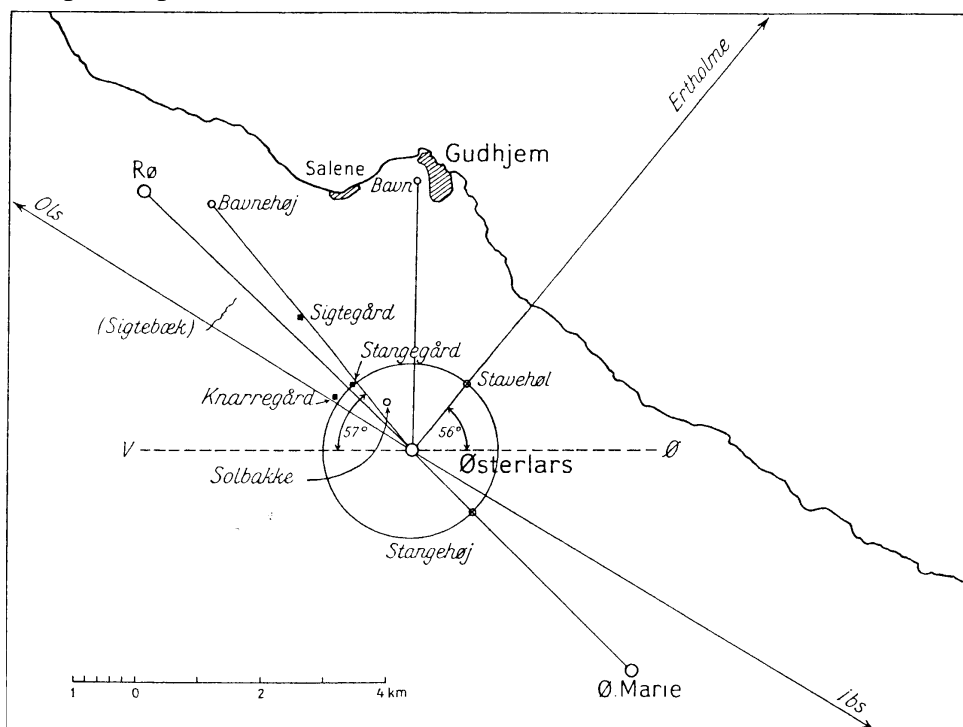 Ertholme
Gudhjem
Salene
Rø
Bavn
Bavnehøj
Ols
Sigtegård
(Sigtebæk)
Stangegård
Stavehøl
Knarregård
57°
56°
V
Ø
Østerlars
Solbakke
Stangehøj
Ø.Marie
1 0 2 4 km
ibs